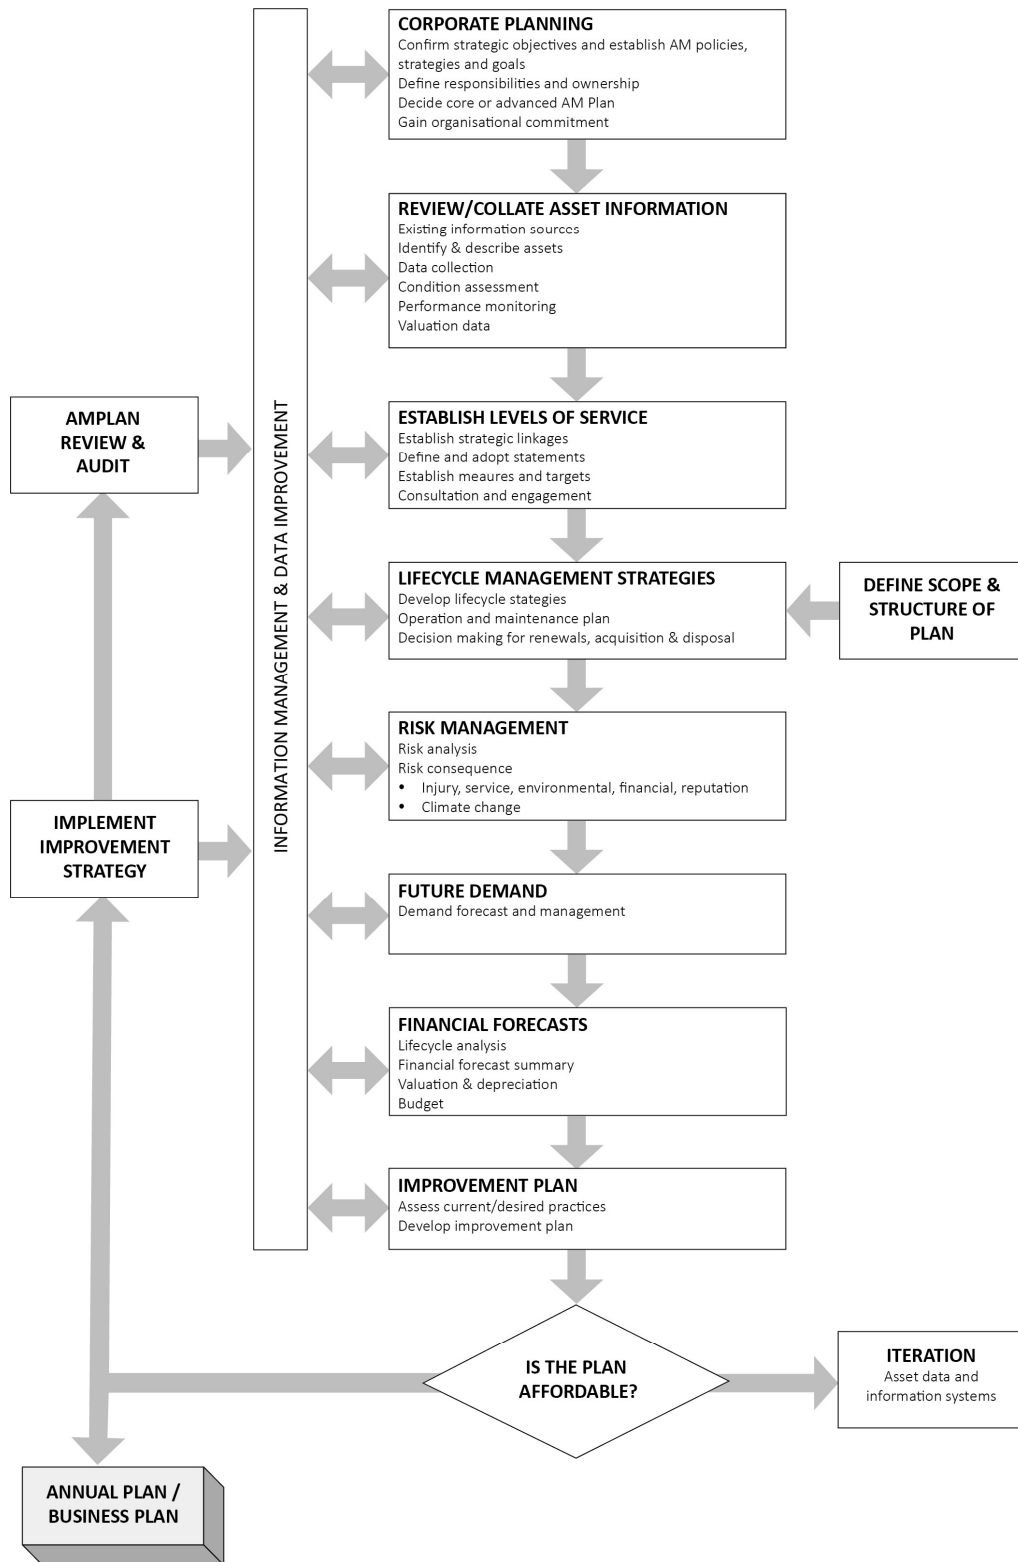 CORPORATE PLANNING
Confirm strategic objectives and establish AM policies,
strategies and goals
Define responsibilities and ownership
Decide core or advanced AM Plan
Gain organisational commitment
REVIEW/COLLATE ASSET INFORMATION
Existing information sources
Identify & describe assets
Data collection
Condition assessment
Performance monitoring
Valuation data
AMPLAN
REVIEW &
AUDIT
INFORMATION MANAGEMENT & DATA IMPROVEMENT
ESTABLISH LEVELS OF SERVICE
Establish strategic linkages
Define and adopt statements
Establish meaures and targets
Consultation and engagement
LIFECYCLE MANAGEMENT STRATEGIES
Develop lifecycle stategies
Operation and maintenance plan
Decision making for renewals, acquisition & disposal
DEFINE SCOPE &
STRUCTURE OF
PLAN
RISK MANAGEMENT
Risk analysis
Risk consequence
• Injury, service, environmental, financial, reputation
• Climate change
IMPLEMENT
IMPROVEMENT
STRATEGY
FUTURE DEMAND
Demand forecast and management
FINANCIAL FORECASTS
Lifecycle analysis
Financial forecast summary
Valuation & depreciation
Budget
IMPROVEMENT PLAN
Assess current/desired practices
Develop improvement plan
IS THE PLAN
AFFORDABLE?
ITERATION
Asset data and
information systems
ANNUAL PLAN /
BUSINESS PLAN